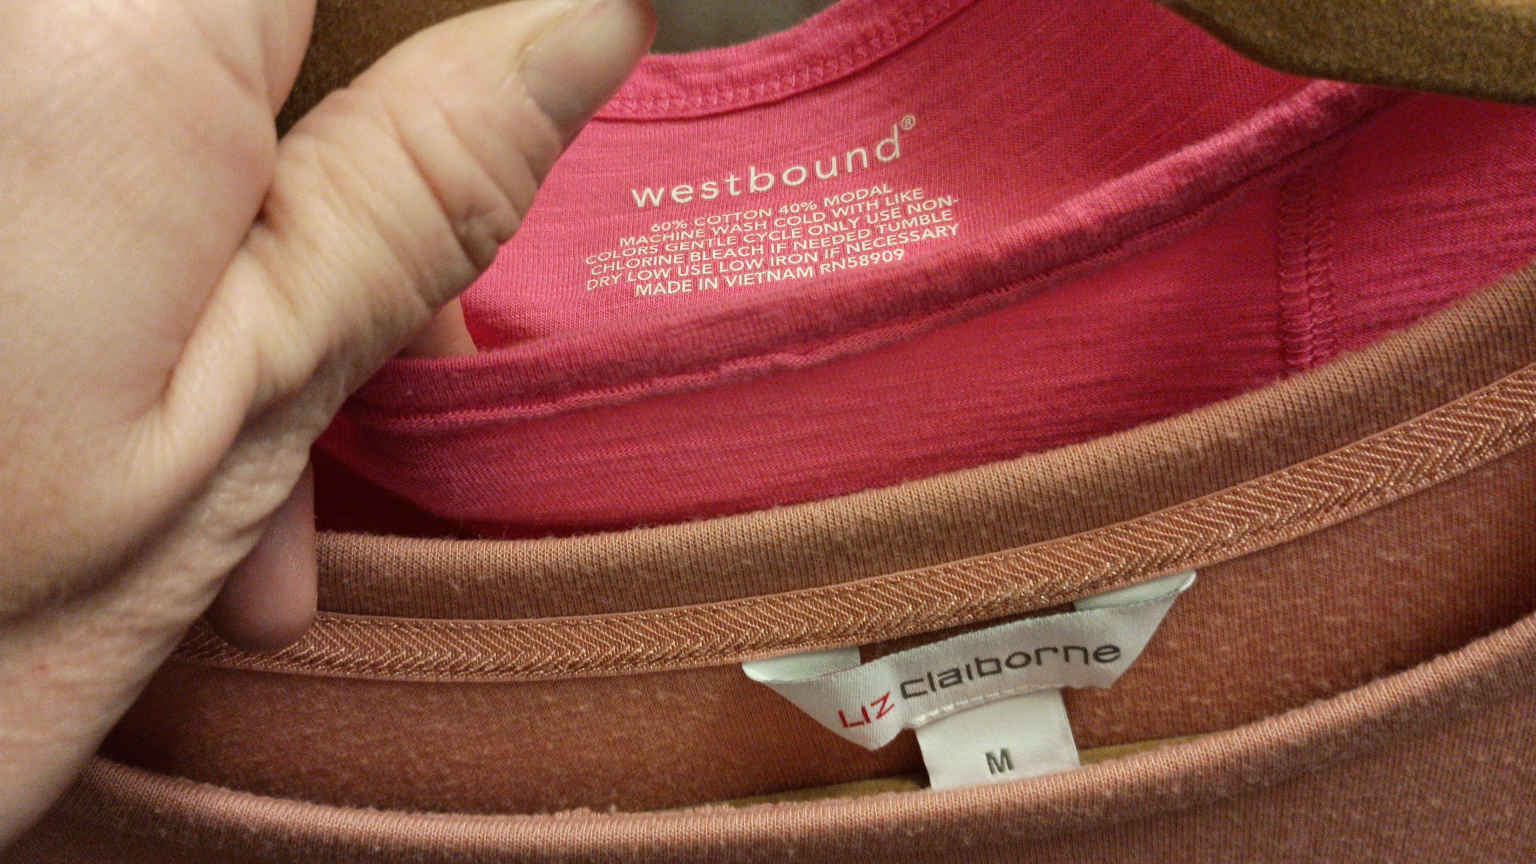 westbound®
60% COTTON 40% MODAL
MACHINE WASH COLD WITH LIKE
COLORS GENTLE CYCLE ONLY USE NON-
CHLORINE BLEACH IF NEEDED TUMBLE
DRY LOW USE LOW IRON IF NECESSARY
MADE IN VIETNAM RN58909
LIZ claiborne
M